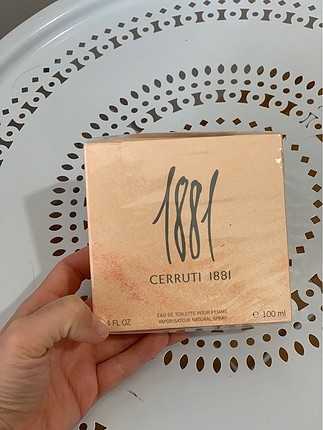 1881
CERRUTI 1881
EAU DE TOILETTE POUR FEMME
VAPORISATEUR NATURAL SPRAY
FL OZ
℮ 100 ml